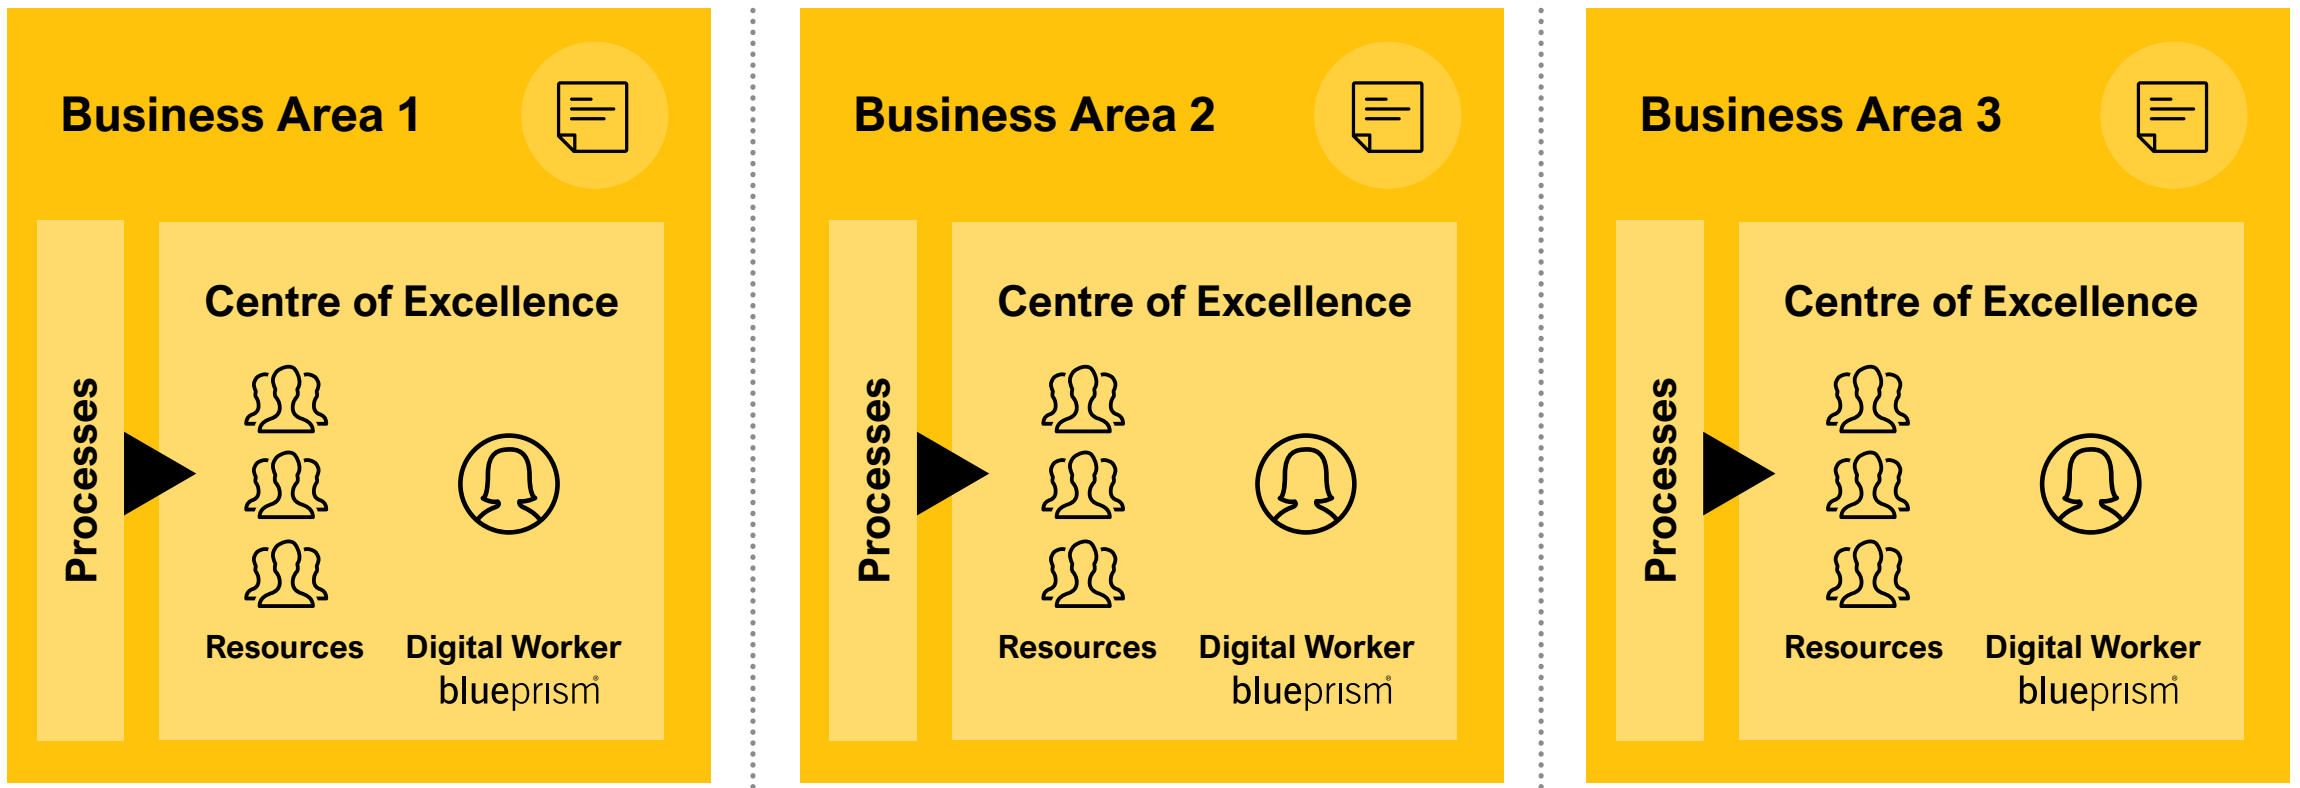 Business Area 1
Processes
Centre of Excellence
Resources
Digital Worker
blueprism®
Business Area 2
Processes
Centre of Excellence
Resources
Digital Worker
blueprism®
Business Area 3
Processes
Centre of Excellence
Resources
Digital Worker
blueprism®